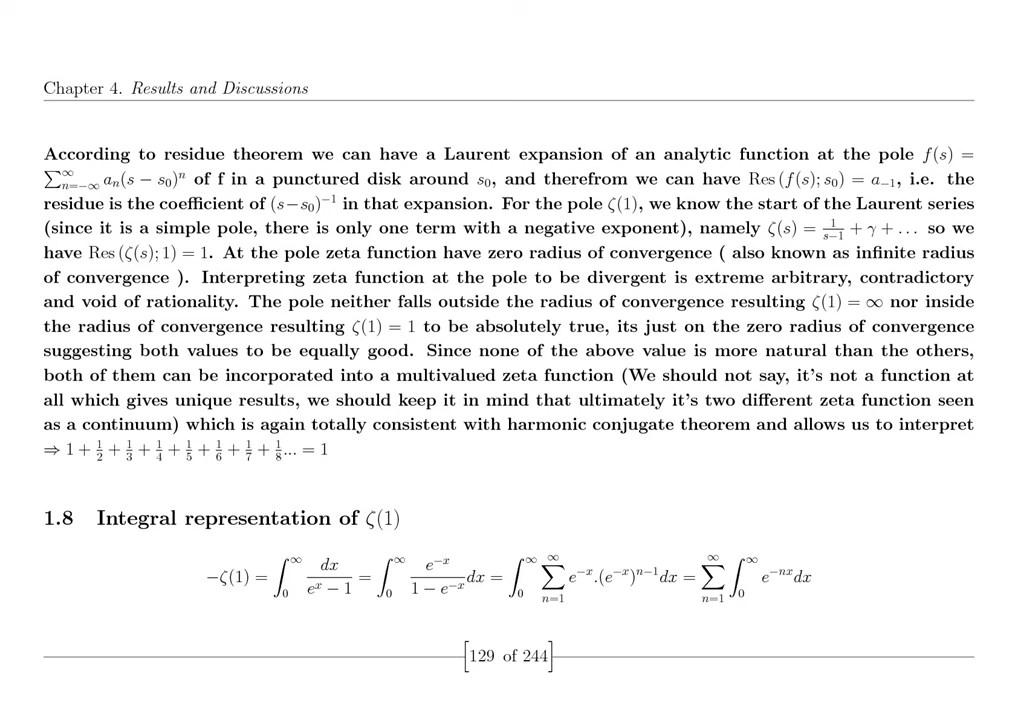 Chapter 4. Results and Discussions
According to residue theorem we can have a Laurent expansion of an analytic function at the pole f(s) =
∑_{n=−∞}^{∞} a_n(s − s_0)^n of f in a punctured disk around s_0, and therefrom we can have Res (f(s); s_0) = a_{−1}, i.e. the
residue is the coefficient of (s−s_0)^{−1} in that expansion. For the pole ζ(1), we know the start of the Laurent series
(since it is a simple pole, there is only one term with a negative exponent), namely ζ(s) = \frac{1}{s−1} + γ + . . . so we
have Res (ζ(s); 1) = 1. At the pole zeta function have zero radius of convergence ( also known as infinite radius
of convergence ). Interpreting zeta function at the pole to be divergent is extreme arbitrary, contradictory
and void of rationality. The pole neither falls outside the radius of convergence resulting ζ(1) = ∞ nor inside
the radius of convergence resulting ζ(1) = 1 to be absolutely true, its just on the zero radius of convergence
suggesting both values to be equally good. Since none of the above value is more natural than the others,
both of them can be incorporated into a multivalued zeta function (We should not say, it's not a function at
all which gives unique results, we should keep it in mind that ultimately it's two different zeta function seen
as a continuum) which is again totally consistent with harmonic conjugate theorem and allows us to interpret
⇒ 1 + \frac{1}{2} + \frac{1}{3} + \frac{1}{4} + \frac{1}{5} + \frac{1}{6} + \frac{1}{7} + \frac{1}{8}... = 1
1.8 Integral representation of ζ(1)
−ζ(1) = ∫_0^∞ \frac{dx}{e^x − 1} = ∫_0^∞ \frac{e^{−x}}{1 − e^{−x}} dx = ∫_0^∞ ∑_{n=1}^∞ e^{−x}.(e^{−x})^{n−1} dx = ∑_{n=1}^∞ ∫_0^∞ e^{−nx} dx
[129 of 244]